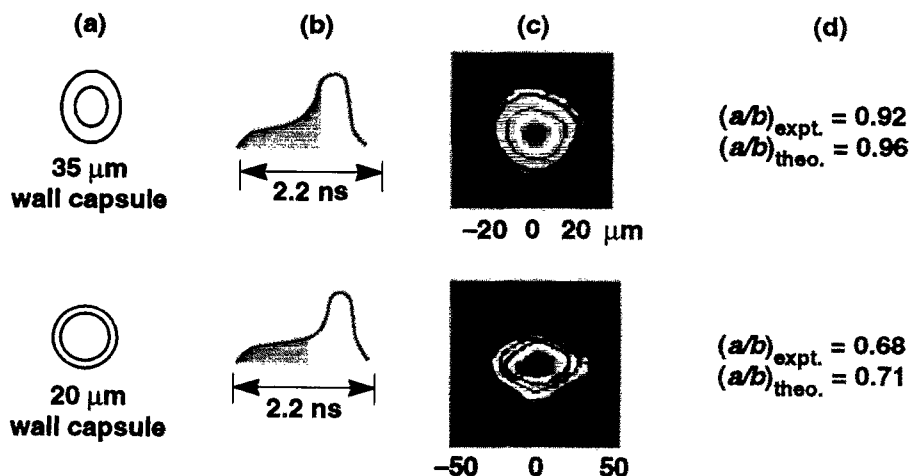 (a) (b) (c) (d)
35 μm
wall capsule
2.2 ns
–20 0 20 μm
(a/b)expt. = 0.92
(a/b)theo. = 0.96
20 μm
wall capsule
2.2 ns
–50 0 50
(a/b)expt. = 0.68
(a/b)theo. = 0.71